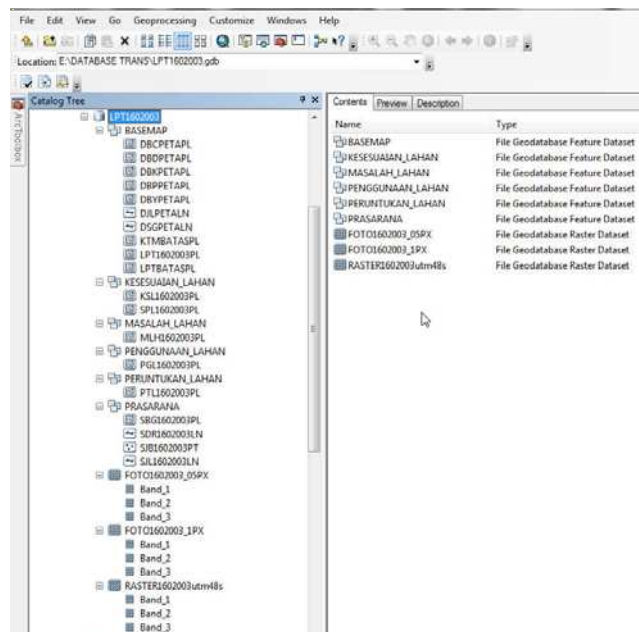 File Edit View Go Geoprocessing Customize Windows Help
Location: E:\DATABASE TRANS\LPT1602003.gdb
ArcToolbox
Catalog Tree
LPT1602003
BASEMAP
DBCPETAPL
DBDPETAPL
DBKPETAPL
DBPPETAPL
DBYPETAPL
DJLPETALN
DSGPETALN
KTMBATASPL
LPT1602003PL
LPTBATASPL
KESESUAIAN_LAHAN
KSL1602003PL
SPL1602003PL
MASALAH_LAHAN
MLH1602003PL
PENGGUNAAN_LAHAN
PGL1602003PL
PERUNTUKAN_LAHAN
PTL1602003PL
PRASARANA
SBG1602003PL
SDR1602003LN
SJB1602003PT
SJL1602003LN
FOTO1602003_05PX
Band_1
Band_2
Band_3
FOTO1602003_1PX
Band_1
Band_2
Band_3
RASTER1602003utm48s
Band_1
Band_2
Band_3
Contents Preview Description
Name Type
BASEMAP File Geodatabase Feature Dataset
KESESUAIAN_LAHAN File Geodatabase Feature Dataset
MASALAH_LAHAN File Geodatabase Feature Dataset
PENGGUNAAN_LAHAN File Geodatabase Feature Dataset
PERUNTUKAN_LAHAN File Geodatabase Feature Dataset
PRASARANA File Geodatabase Feature Dataset
FOTO1602003_05PX File Geodatabase Raster Dataset
FOTO1602003_1PX File Geodatabase Raster Dataset
RASTER1602003utm48s File Geodatabase Raster Dataset